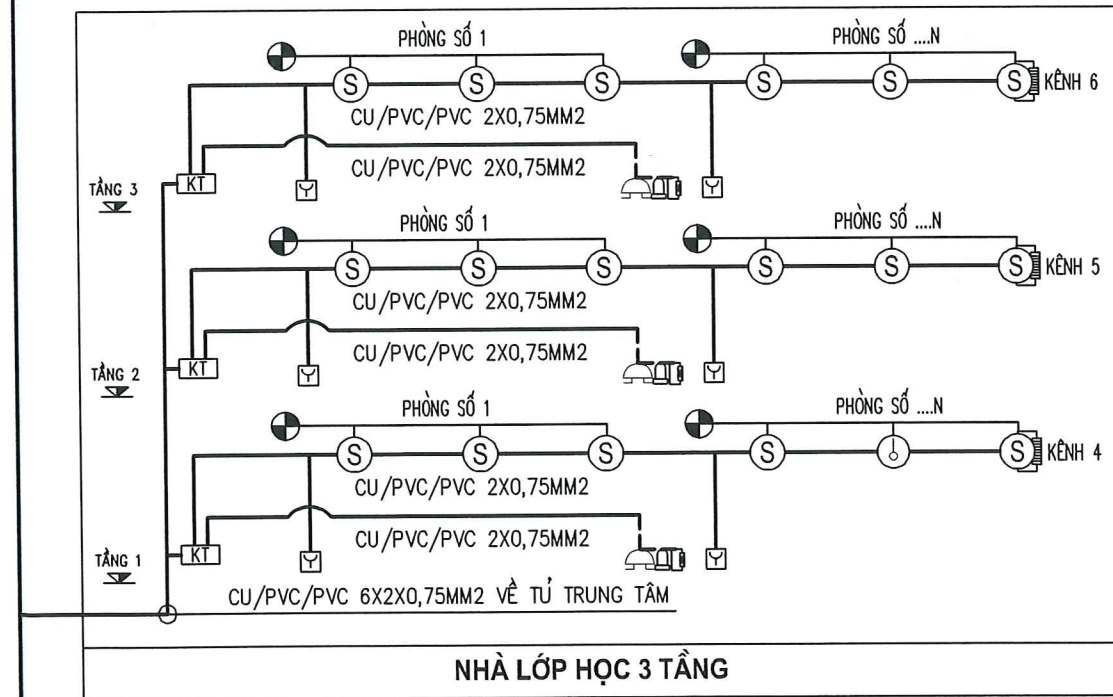 PHÒNG SỐ 1
PHÒNG SỐ ....N
S S S S S S KÊNH 6
CU/PVC/PVC 2X0,75MM2
CU/PVC/PVC 2X0,75MM2
TẦNG 3
KT
PHÒNG SỐ 1
PHÒNG SỐ ....N
S S S S S S KÊNH 5
CU/PVC/PVC 2X0,75MM2
CU/PVC/PVC 2X0,75MM2
TẦNG 2
KT
PHÒNG SỐ 1
PHÒNG SỐ ....N
S S S S S KÊNH 4
CU/PVC/PVC 2X0,75MM2
CU/PVC/PVC 2X0,75MM2
TẦNG 1
KT
CU/PVC/PVC 6X2X0,75MM2 VỀ TỦ TRUNG TÂM
NHÀ LỚP HỌC 3 TẦNG